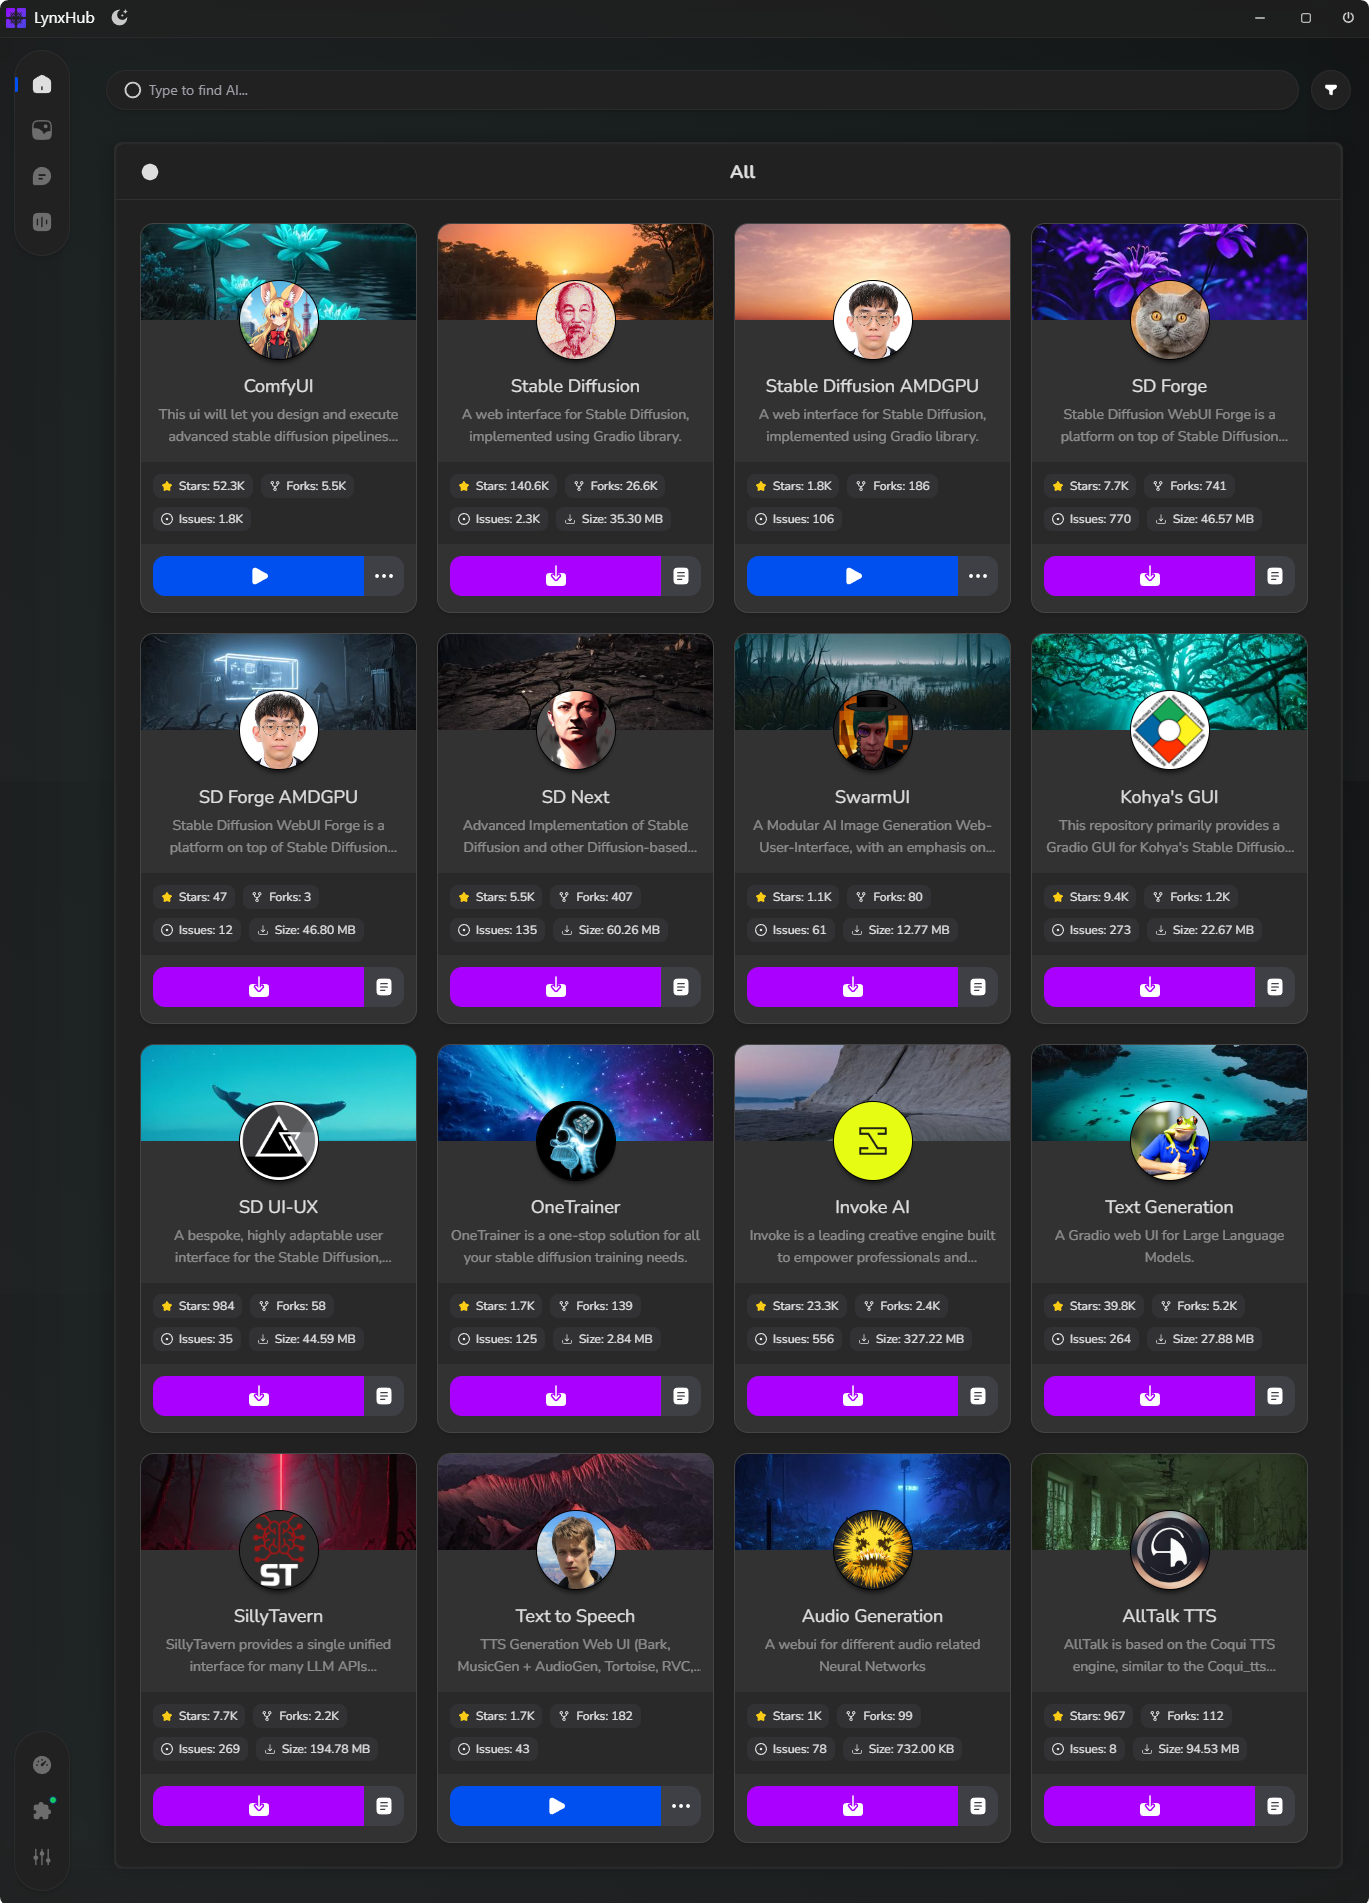 LynxHub
Type to find AI...
All
ComfyUI
This ui will let you design and execute
advanced stable diffusion pipelines...
Stars: 52.3K
Forks: 5.5K
Issues: 1.8K
Stable Diffusion
A web interface for Stable Diffusion,
implemented using Gradio library.
Stars: 140.6K
Forks: 26.6K
Issues: 2.3K
Size: 35.30 MB
Stable Diffusion AMDGPU
A web interface for Stable Diffusion,
implemented using Gradio library.
Stars: 1.8K
Forks: 186
Issues: 106
SD Forge
Stable Diffusion WebUI Forge is a
platform on top of Stable Diffusion...
Stars: 7.7K
Forks: 741
Issues: 770
Size: 46.57 MB
SD Forge AMDGPU
Stable Diffusion WebUI Forge is a
platform on top of Stable Diffusion...
Stars: 47
Forks: 3
Issues: 12
Size: 46.80 MB
SD Next
Advanced Implementation of Stable
Diffusion and other Diffusion-based...
Stars: 5.5K
Forks: 407
Issues: 135
Size: 60.26 MB
SwarmUI
A Modular AI Image Generation Web-
User-Interface, with an emphasis on...
Stars: 1.1K
Forks: 80
Issues: 61
Size: 12.77 MB
Kohya's GUI
This repository primarily provides a
Gradio GUI for Kohya's Stable Diffusio...
Stars: 9.4K
Forks: 1.2K
Issues: 273
Size: 22.67 MB
SD UI-UX
A bespoke, highly adaptable user
interface for the Stable Diffusion,...
Stars: 984
Forks: 58
Issues: 35
Size: 44.59 MB
OneTrainer
OneTrainer is a one-stop solution for all
your stable diffusion training needs.
Stars: 1.7K
Forks: 139
Issues: 125
Size: 2.84 MB
Invoke AI
Invoke is a leading creative engine built
to empower professionals and...
Stars: 23.3K
Forks: 2.4K
Issues: 556
Size: 327.22 MB
Text Generation
A Gradio web UI for Large Language
Models.
Stars: 39.8K
Forks: 5.2K
Issues: 264
Size: 27.88 MB
ST
SillyTavern
SillyTavern provides a single unified
interface for many LLM APIs...
Stars: 7.7K
Forks: 2.2K
Issues: 269
Size: 194.78 MB
Text to Speech
TTS Generation Web UI (Bark,
MusicGen + AudioGen, Tortoise, RVC,...
Stars: 1.7K
Forks: 182
Issues: 43
Audio Generation
A webui for different audio related
Neural Networks
Stars: 1K
Forks: 99
Issues: 78
Size: 732.00 KB
AllTalk TTS
AllTalk is based on the Coqui TTS
engine, similar to the Coqui_tts...
Stars: 967
Forks: 112
Issues: 8
Size: 94.53 MB